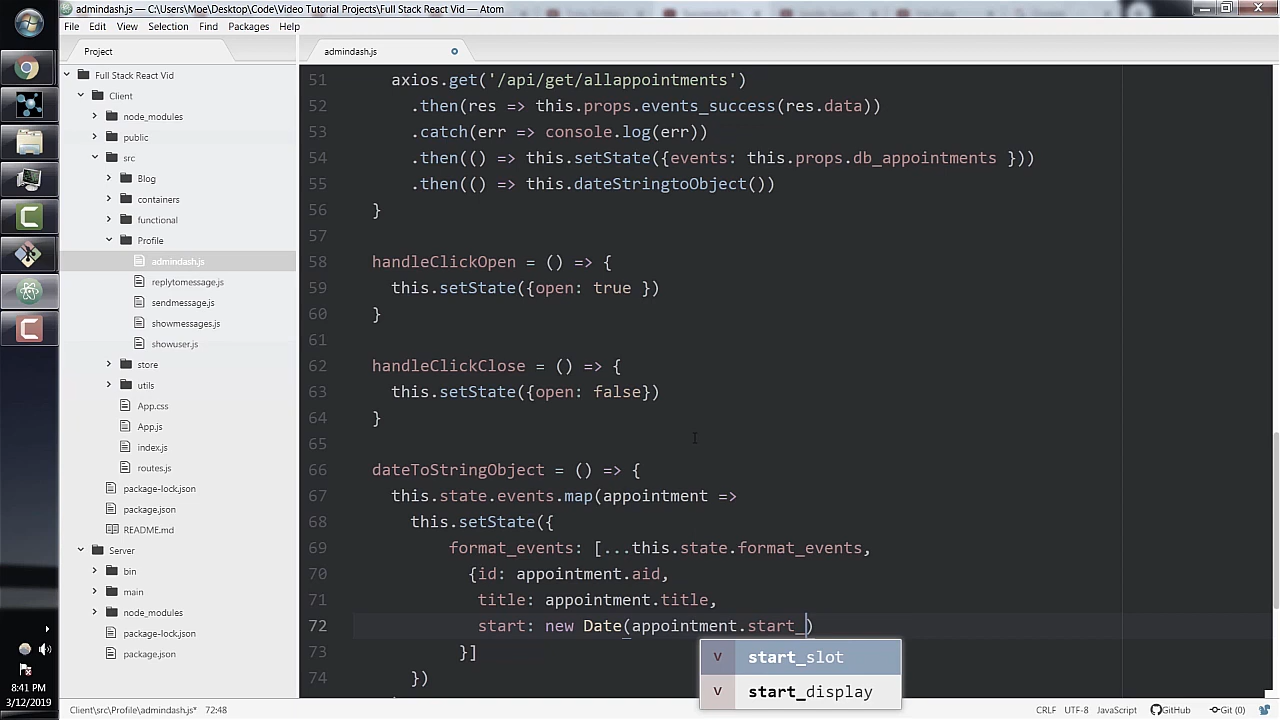 admindash.js — C:\Users\Moe\Desktop\Code\Video Tutorial Projects\Full Stack React Vid — Atom
File Edit View Selection Find Packages Help
Project
admindash.js
Full Stack React Vid
Client
node_modules
public
src
Blog
containers
functional
Profile
admindash.js
replytomessage.js
sendmessage.js
showmessages.js
showuser.js
store
utils
App.css
App.js
index.js
routes.js
package-lock.json
package.json
README.md
Server
bin
main
node_modules
package-lock.json
package.json
51 axios.get('/api/get/allappointments')
52 .then(res => this.props.events_success(res.data))
53 .catch(err => console.log(err))
54 .then(() => this.setState({events: this.props.db_appointments }))
55 .then(() => this.dateStringtoObject())
56 }
57
58 handleClickOpen = () => {
59 this.setState({open: true })
60 }
61
62 handleClickClose = () => {
63 this.setState({open: false})
64 }
65
66 dateToStringObject = () => {
67 this.state.events.map(appointment =>
68 this.setState({
69 format_events: [...this.state.format_events,
70 {id: appointment.aid,
71 title: appointment.title,
72 start: new Date(appointment.start_)
73 }]
74 })
v start_slot
v start_display
8:41 PM
3/12/2019
Client\src\Profile\admindash.js* 72:48
CRLF UTF-8 JavaScript GitHub Git (0)